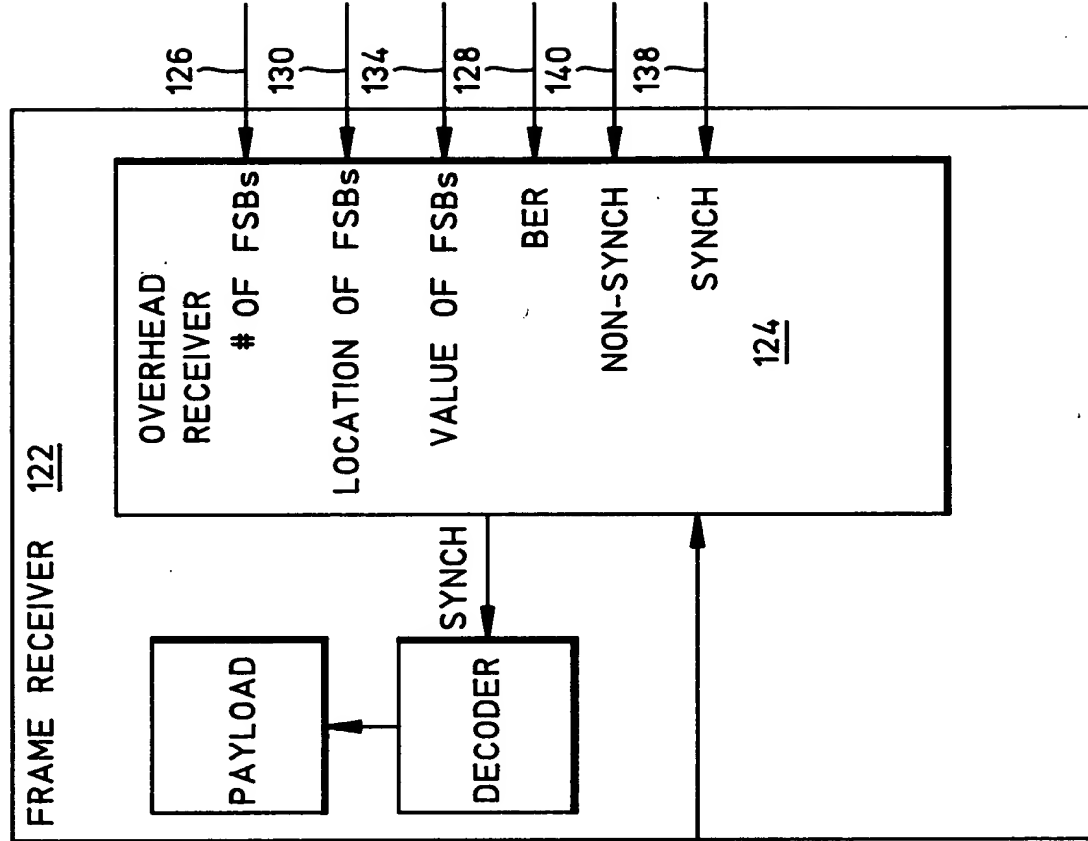 FRAME RECEIVER 122
OVERHEAD
RECEIVER
# OF FSBs
LOCATION OF FSBs
VALUE OF FSBs
BER
NON-SYNCH
SYNCH
124
126
130
134
128
140
138
SYNCH
DECODER
PAYLOAD